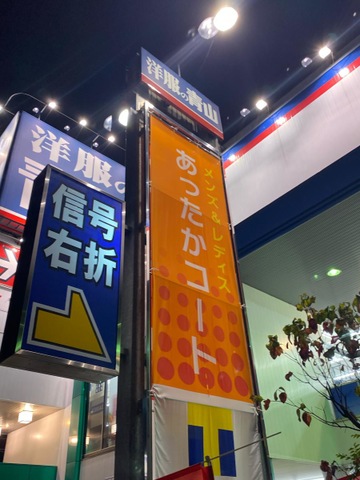 洋服の青山
洋服の
信号
右折
メンズ&レディス
あったかコート